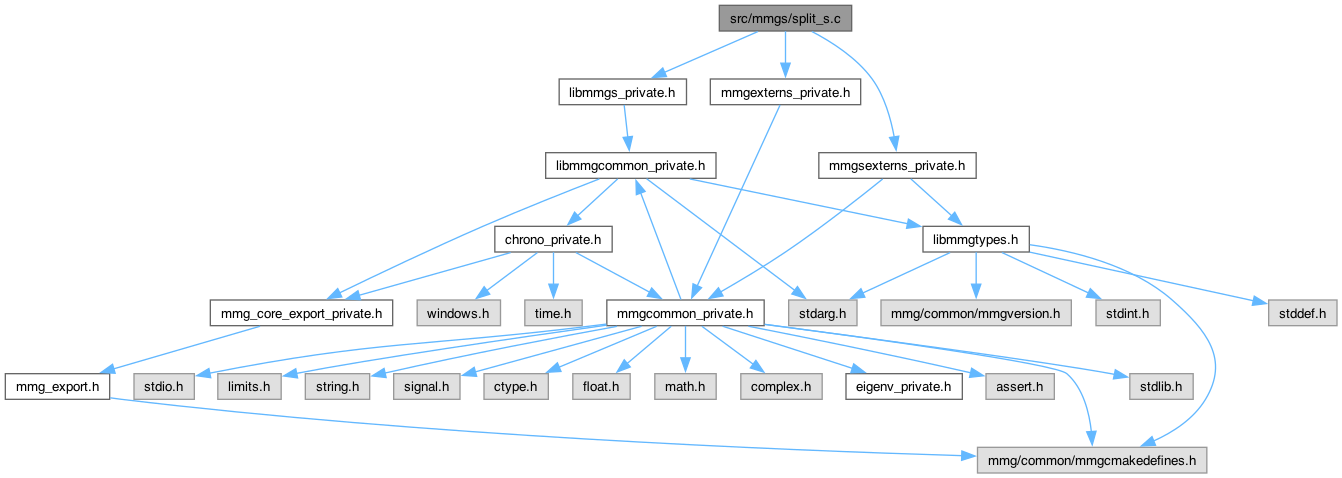 src/mmgs/split_s.c
libmmgs_private.h
mmgexterns_private.h
libmmgcommon_private.h
mmgsexterns_private.h
chrono_private.h
libmmgtypes.h
mmg_core_export_private.h
windows.h
time.h
mmgcommon_private.h
stdarg.h
mmg/common/mmgversion.h
stdint.h
stddef.h
mmg_export.h
stdio.h
limits.h
string.h
signal.h
ctype.h
float.h
math.h
complex.h
eigenv_private.h
assert.h
stdlib.h
mmg/common/mmgcmakedefines.h